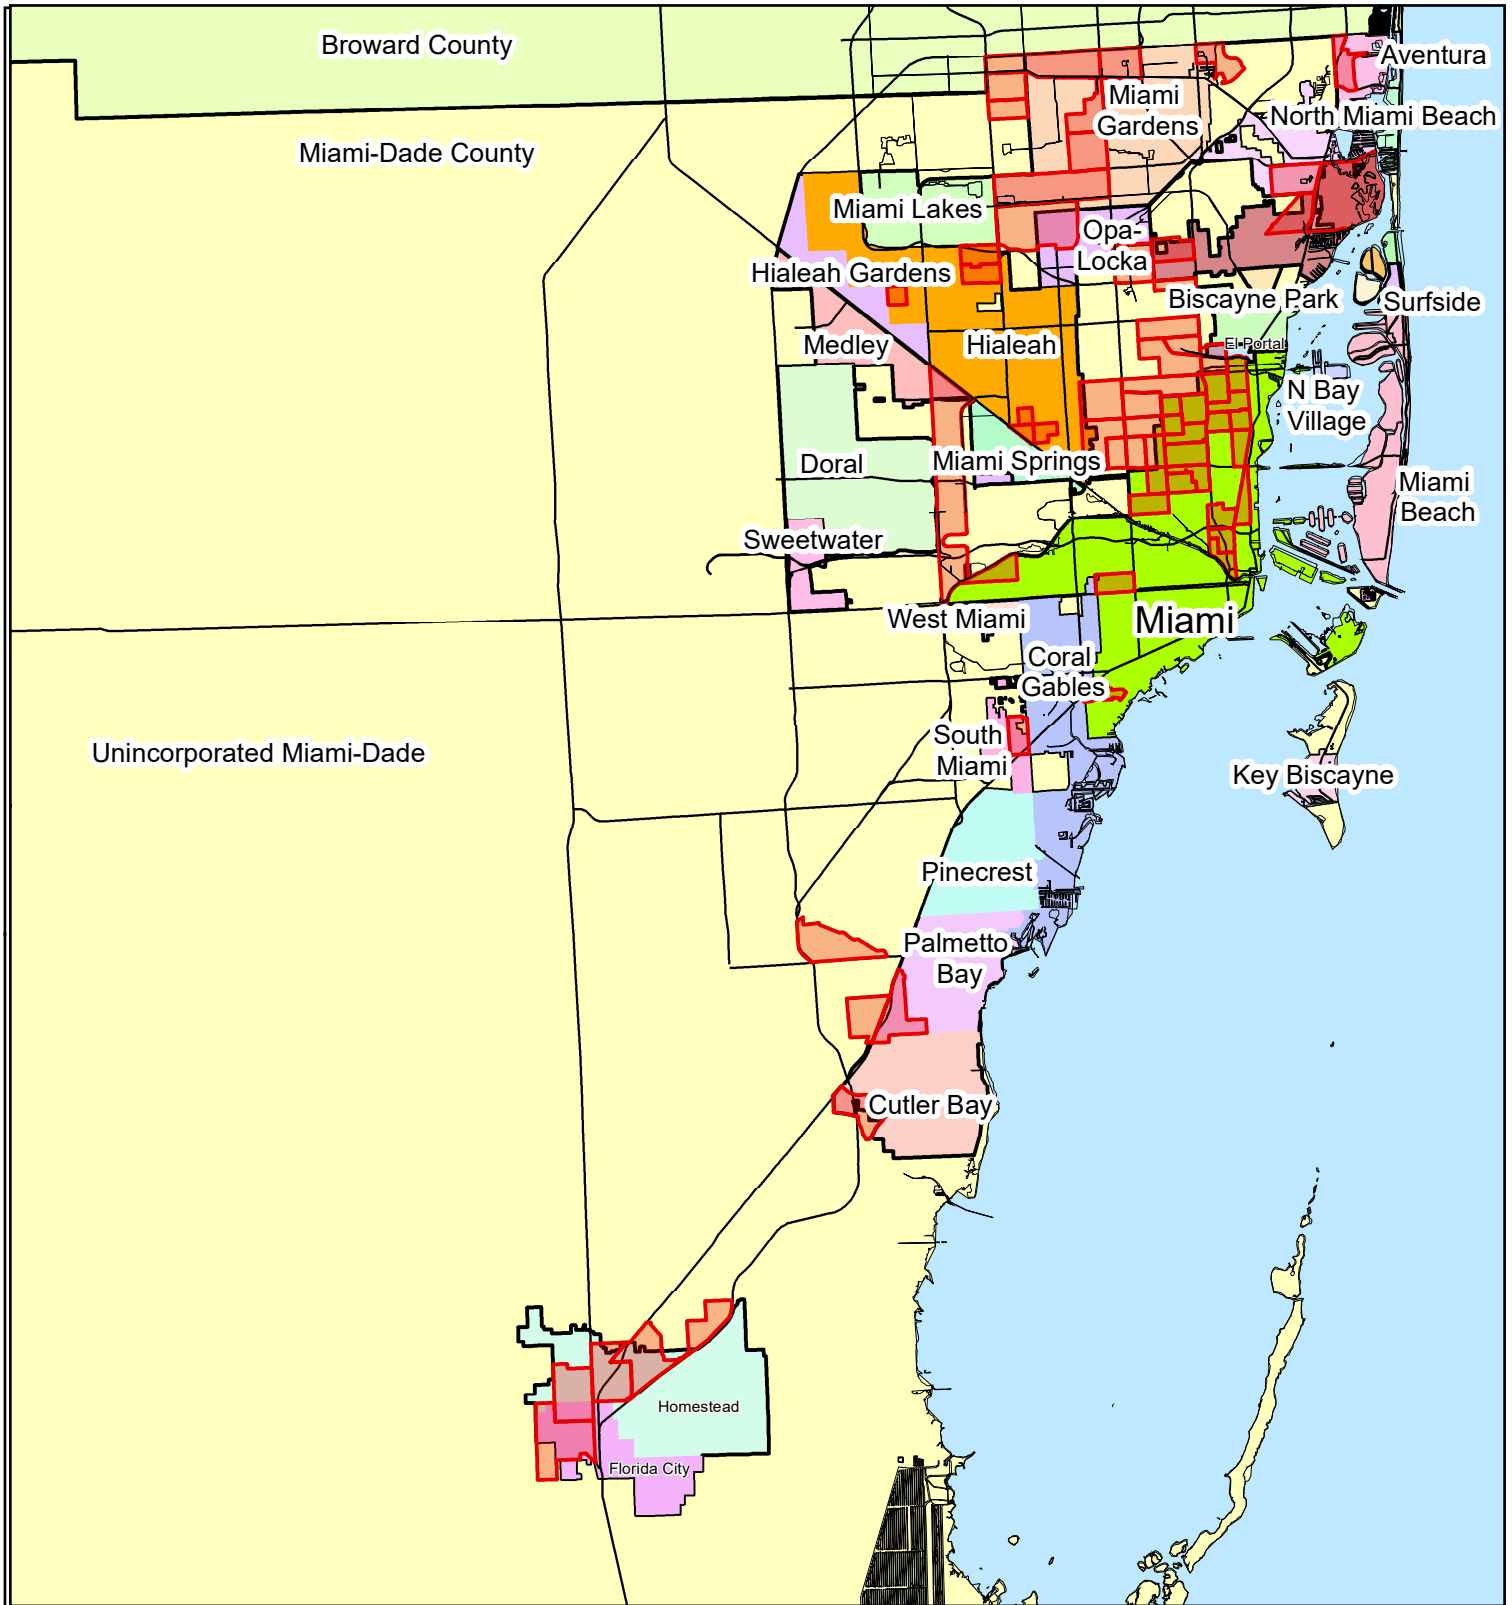 Broward County
Aventura
Miami
Gardens
North Miami Beach
Miami-Dade County
Miami Lakes
Opa-
Locka
Hialeah Gardens
Biscayne Park
Surfside
Medley
Hialeah
El Portal
N Bay
Village
Doral
Miami Springs
Miami
Beach
Sweetwater
West Miami
Miami
Coral
Gables
South
Miami
Unincorporated Miami-Dade
Key Biscayne
Pinecrest
Palmetto
Bay
Cutler Bay
Homestead
Florida City